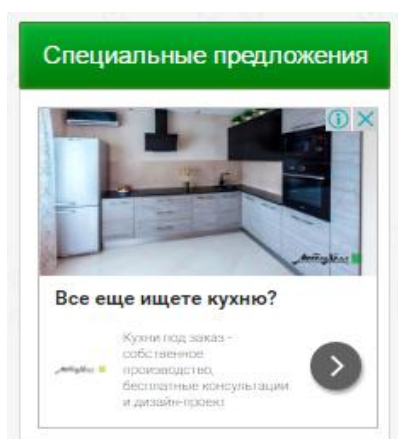 Специальные предложения
Все еще ищете кухню?
Кухни под заказ -
собственное
производство,
бесплатные консультации
и дизайн-проект